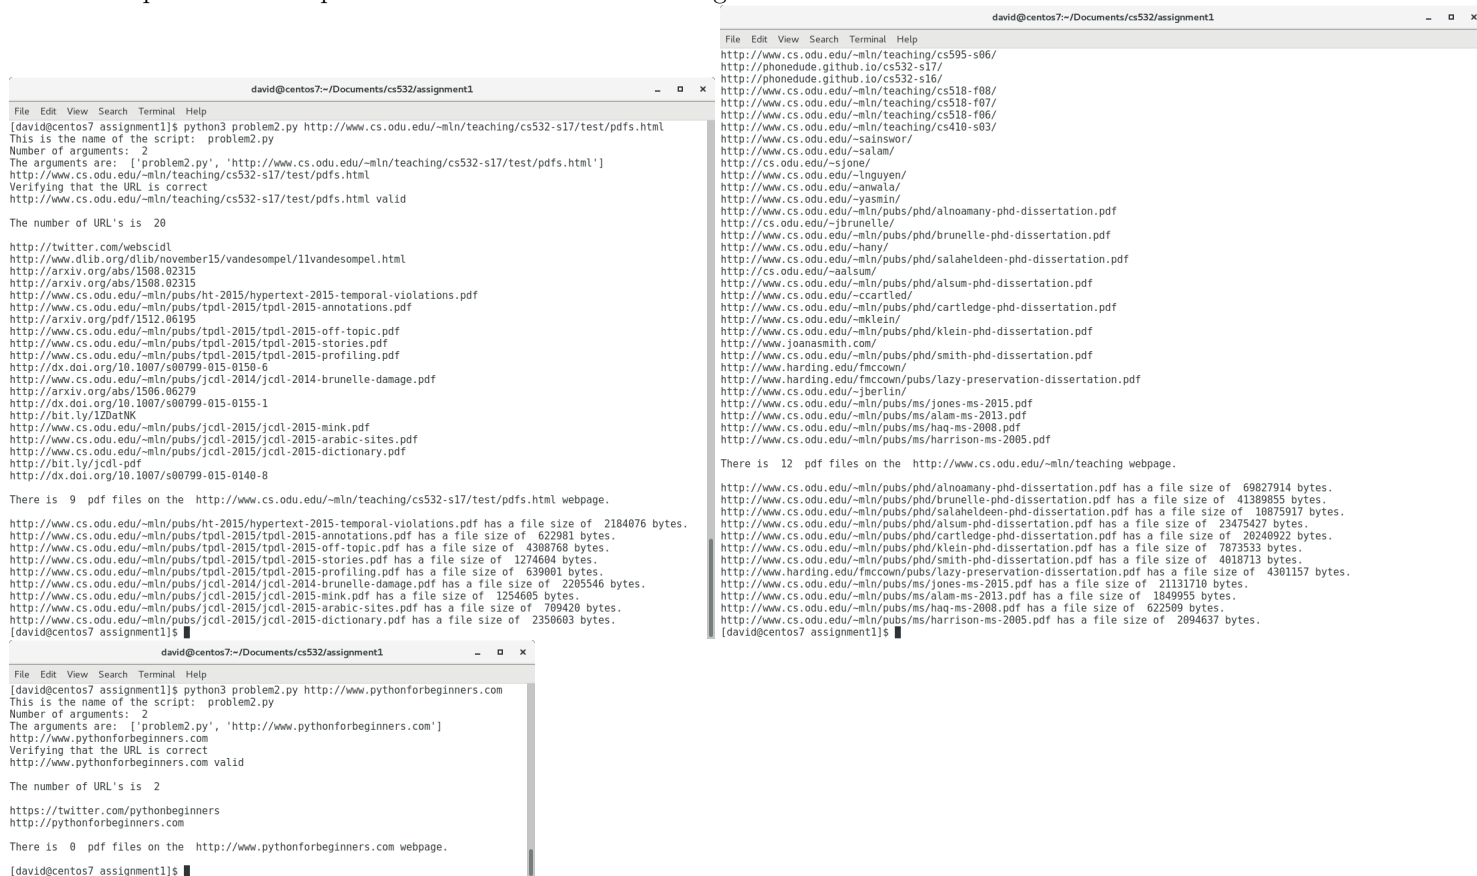 david@centos7:~/Documents/cs532/assignment1
File Edit View Search Terminal Help
[david@centos7 assignment1]$ python3 problem2.py http://www.cs.odu.edu/~mln/teaching/cs532-s17/test/pdfs.html
This is the name of the script:  problem2.py
Number of arguments:  2
The arguments are:  ['problem2.py', 'http://www.cs.odu.edu/~mln/teaching/cs532-s17/test/pdfs.html']
http://www.cs.odu.edu/~mln/teaching/cs532-s17/test/pdfs.html
Verifying that the URL is correct
http://www.cs.odu.edu/~mln/teaching/cs532-s17/test/pdfs.html valid
The number of URL's is  20
http://twitter.com/webscidl
http://www.dlib.org/dlib/november15/vandesompel/11vandesompel.html
http://arxiv.org/abs/1508.02315
http://arxiv.org/abs/1508.02315
http://www.cs.odu.edu/~mln/pubs/ht-2015/hypertext-2015-temporal-violations.pdf
http://www.cs.odu.edu/~mln/pubs/tpdl-2015/tpdl-2015-annotations.pdf
http://arxiv.org/pdf/1512.06195
http://www.cs.odu.edu/~mln/pubs/tpdl-2015/tpdl-2015-off-topic.pdf
http://www.cs.odu.edu/~mln/pubs/tpdl-2015/tpdl-2015-stories.pdf
http://www.cs.odu.edu/~mln/pubs/tpdl-2015/tpdl-2015-profiling.pdf
http://dx.doi.org/10.1007/s00799-015-0150-6
http://www.cs.odu.edu/~mln/pubs/jcdl-2014/jcdl-2014-brunelle-damage.pdf
http://arxiv.org/abs/1506.06279
http://dx.doi.org/10.1007/s00799-015-0155-1
http://bit.ly/1ZDatNK
http://www.cs.odu.edu/~mln/pubs/jcdl-2015/jcdl-2015-mink.pdf
http://www.cs.odu.edu/~mln/pubs/jcdl-2015/jcdl-2015-arabic-sites.pdf
http://www.cs.odu.edu/~mln/pubs/jcdl-2015/jcdl-2015-dictionary.pdf
http://bit.ly/jcdl-pdf
http://dx.doi.org/10.1007/s00799-015-0140-8
There is  9  pdf files on the  http://www.cs.odu.edu/~mln/teaching/cs532-s17/test/pdfs.html webpage.
http://www.cs.odu.edu/~mln/pubs/ht-2015/hypertext-2015-temporal-violations.pdf has a file size of  2184076 bytes.
http://www.cs.odu.edu/~mln/pubs/tpdl-2015/tpdl-2015-annotations.pdf has a file size of  622981 bytes.
http://www.cs.odu.edu/~mln/pubs/tpdl-2015/tpdl-2015-off-topic.pdf has a file size of  4308768 bytes.
http://www.cs.odu.edu/~mln/pubs/tpdl-2015/tpdl-2015-stories.pdf has a file size of  1274604 bytes.
http://www.cs.odu.edu/~mln/pubs/tpdl-2015/tpdl-2015-profiling.pdf has a file size of  639001 bytes.
http://www.cs.odu.edu/~mln/pubs/jcdl-2014/jcdl-2014-brunelle-damage.pdf has a file size of  2205546 bytes.
http://www.cs.odu.edu/~mln/pubs/jcdl-2015/jcdl-2015-mink.pdf has a file size of  1254605 bytes.
http://www.cs.odu.edu/~mln/pubs/jcdl-2015/jcdl-2015-arabic-sites.pdf has a file size of  709420 bytes.
http://www.cs.odu.edu/~mln/pubs/jcdl-2015/jcdl-2015-dictionary.pdf has a file size of  2350603 bytes.
[david@centos7 assignment1]$
david@centos7:~/Documents/cs532/assignment1
File Edit View Search Terminal Help
http://www.cs.odu.edu/~mln/teaching/cs595-s06/
http://phonedude.github.io/cs532-s17/
http://phonedude.github.io/cs532-s16/
http://www.cs.odu.edu/~mln/teaching/cs518-f08/
http://www.cs.odu.edu/~mln/teaching/cs518-f07/
http://www.cs.odu.edu/~mln/teaching/cs518-f06/
http://www.cs.odu.edu/~mln/teaching/cs410-s03/
http://www.cs.odu.edu/~sainswor/
http://www.cs.odu.edu/~salam/
http://cs.odu.edu/~sjone/
http://www.cs.odu.edu/~lnguyen/
http://www.cs.odu.edu/~anwala/
http://www.cs.odu.edu/~yasmin/
http://www.cs.odu.edu/~mln/pubs/phd/alnoamany-phd-dissertation.pdf
http://cs.odu.edu/~jbrunelle/
http://www.cs.odu.edu/~mln/pubs/phd/brunelle-phd-dissertation.pdf
http://www.cs.odu.edu/~hany/
http://www.cs.odu.edu/~mln/pubs/phd/salaheldeen-phd-dissertation.pdf
http://cs.odu.edu/~aalsum/
http://www.cs.odu.edu/~mln/pubs/phd/alsum-phd-dissertation.pdf
http://www.cs.odu.edu/~ccartled/
http://www.cs.odu.edu/~mln/pubs/phd/cartledge-phd-dissertation.pdf
http://www.cs.odu.edu/~mklein/
http://www.cs.odu.edu/~mln/pubs/phd/klein-phd-dissertation.pdf
http://www.joanasmith.com/
http://www.cs.odu.edu/~mln/pubs/phd/smith-phd-dissertation.pdf
http://www.harding.edu/fmccown/
http://www.harding.edu/fmccown/pubs/lazy-preservation-dissertation.pdf
http://www.cs.odu.edu/~jberlin/
http://www.cs.odu.edu/~mln/pubs/ms/jones-ms-2015.pdf
http://www.cs.odu.edu/~mln/pubs/ms/alam-ms-2013.pdf
http://www.cs.odu.edu/~mln/pubs/ms/haq-ms-2008.pdf
http://www.cs.odu.edu/~mln/pubs/ms/harrison-ms-2005.pdf
There is  12  pdf files on the  http://www.cs.odu.edu/~mln/teaching webpage.
http://www.cs.odu.edu/~mln/pubs/phd/alnoamany-phd-dissertation.pdf has a file size of  69827914 bytes.
http://www.cs.odu.edu/~mln/pubs/phd/brunelle-phd-dissertation.pdf has a file size of  41389855 bytes.
http://www.cs.odu.edu/~mln/pubs/phd/salaheldeen-phd-dissertation.pdf has a file size of  10875917 bytes.
http://www.cs.odu.edu/~mln/pubs/phd/alsum-phd-dissertation.pdf has a file size of  23475427 bytes.
http://www.cs.odu.edu/~mln/pubs/phd/cartledge-phd-dissertation.pdf has a file size of  20240922 bytes.
http://www.cs.odu.edu/~mln/pubs/phd/klein-phd-dissertation.pdf has a file size of  7873533 bytes.
http://www.cs.odu.edu/~mln/pubs/phd/smith-phd-dissertation.pdf has a file size of  4018713 bytes.
http://www.harding.edu/fmccown/pubs/lazy-preservation-dissertation.pdf has a file size of  4301157 bytes.
http://www.cs.odu.edu/~mln/pubs/ms/jones-ms-2015.pdf has a file size of  21131710 bytes.
http://www.cs.odu.edu/~mln/pubs/ms/alam-ms-2013.pdf has a file size of  1849955 bytes.
http://www.cs.odu.edu/~mln/pubs/ms/haq-ms-2008.pdf has a file size of  622509 bytes.
http://www.cs.odu.edu/~mln/pubs/ms/harrison-ms-2005.pdf has a file size of  2094637 bytes.
[david@centos7 assignment1]$
david@centos7:~/Documents/cs532/assignment1
File Edit View Search Terminal Help
[david@centos7 assignment1]$ python3 problem2.py http://www.pythonforbeginners.com
This is the name of the script:  problem2.py
Number of arguments:  2
The arguments are:  ['problem2.py', 'http://www.pythonforbeginners.com']
http://www.pythonforbeginners.com
Verifying that the URL is correct
http://www.pythonforbeginners.com valid
The number of URL's is  2
https://twitter.com/pythonbeginners
http://pythonforbeginners.com
There is  0  pdf files on the  http://www.pythonforbeginners.com webpage.
[david@centos7 assignment1]$